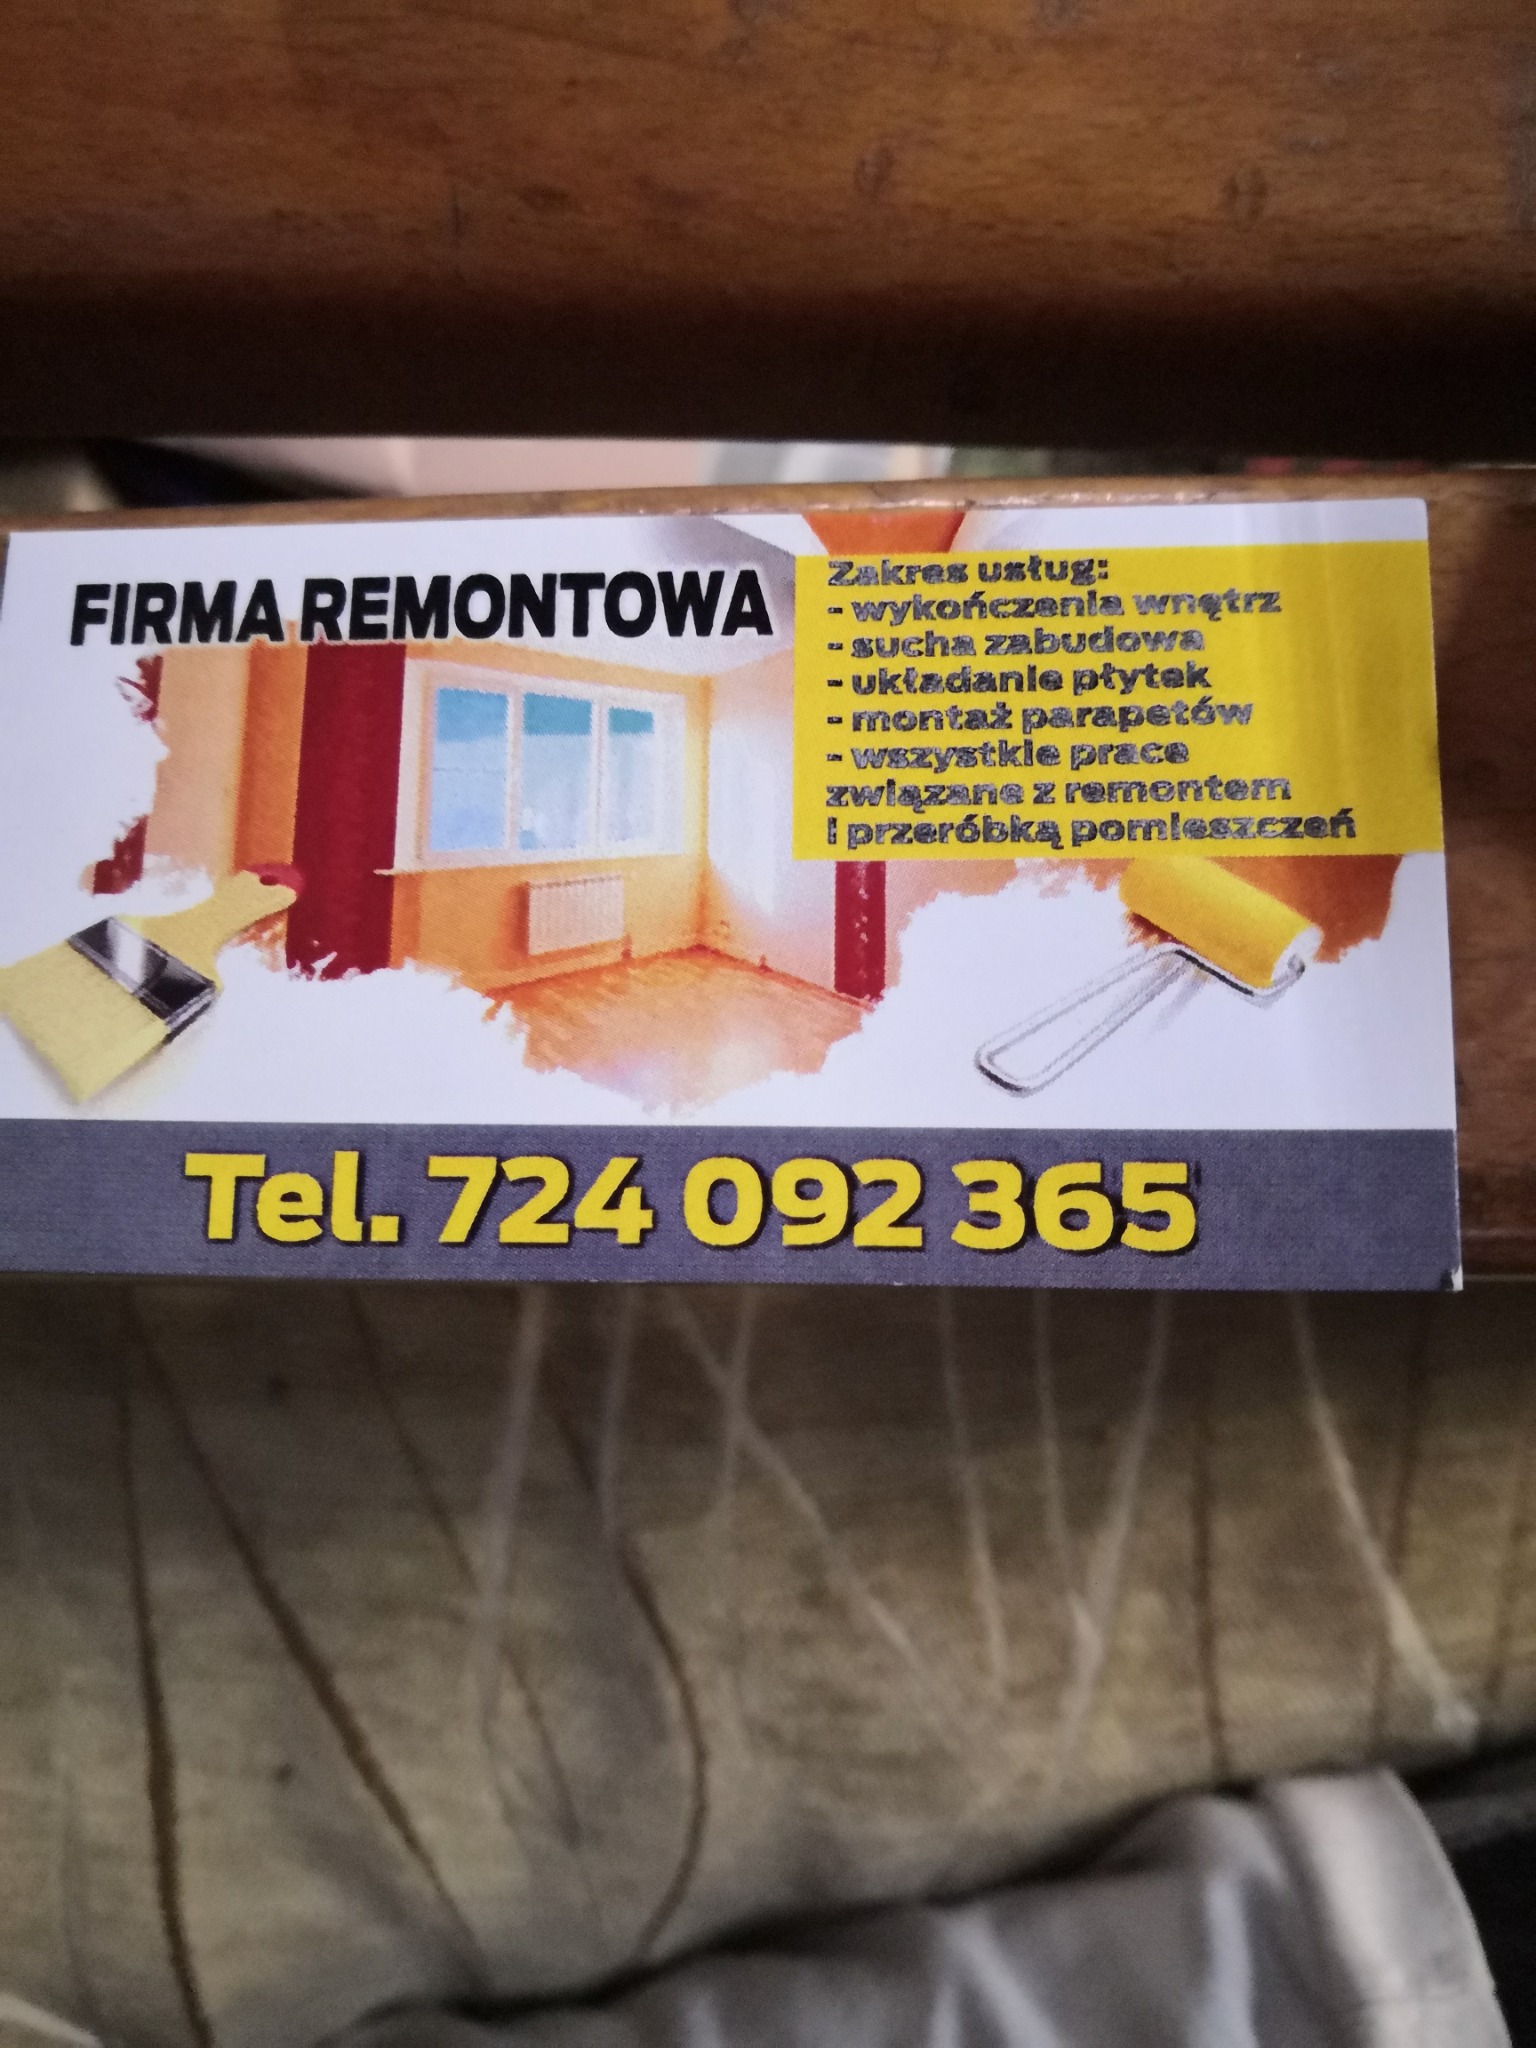 FIRMA REMONTOWA
Zakres usług:
- wykończenia wnętrz
- sucha zabudowa
- układanie płytek
- montaż parapetów
- wszystkie prace
związane z remontem
i przeróbką pomieszczeń
Tel. 724 092 365